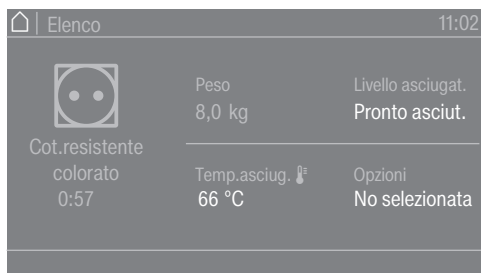 Elenco 11:02
Cot.resistente
colorato
0:57
Peso
8,0 kg
Livello asciugat.
Pronto asciut.
Temp.asciug.
66 °C
Opzioni
No selezionata